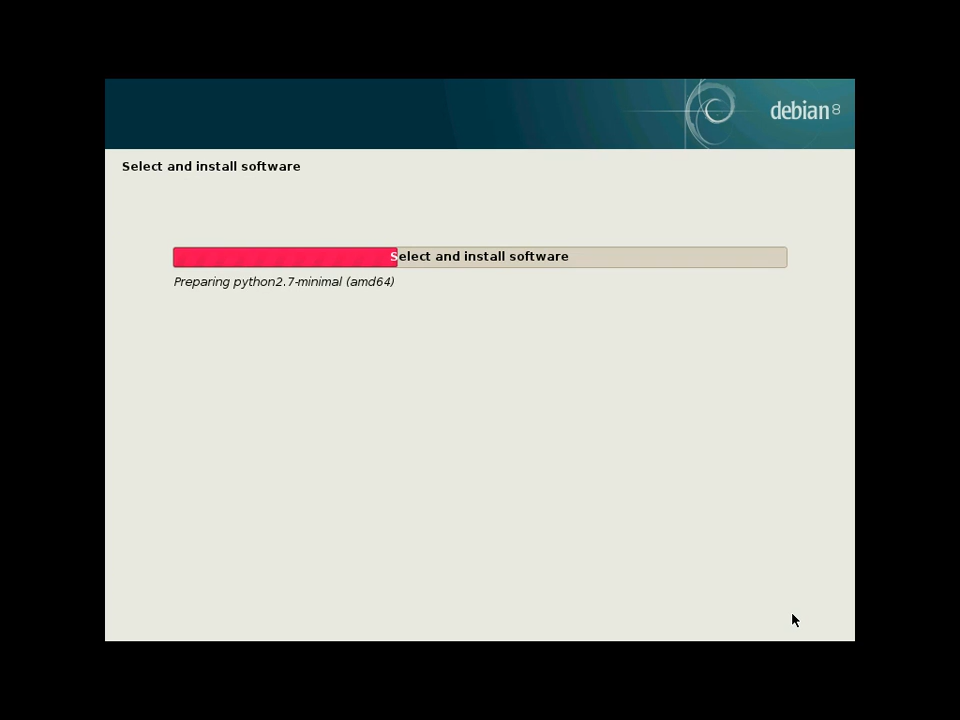 debian 8
Select and install software
Select and install software
Preparing python2.7-minimal (amd64)